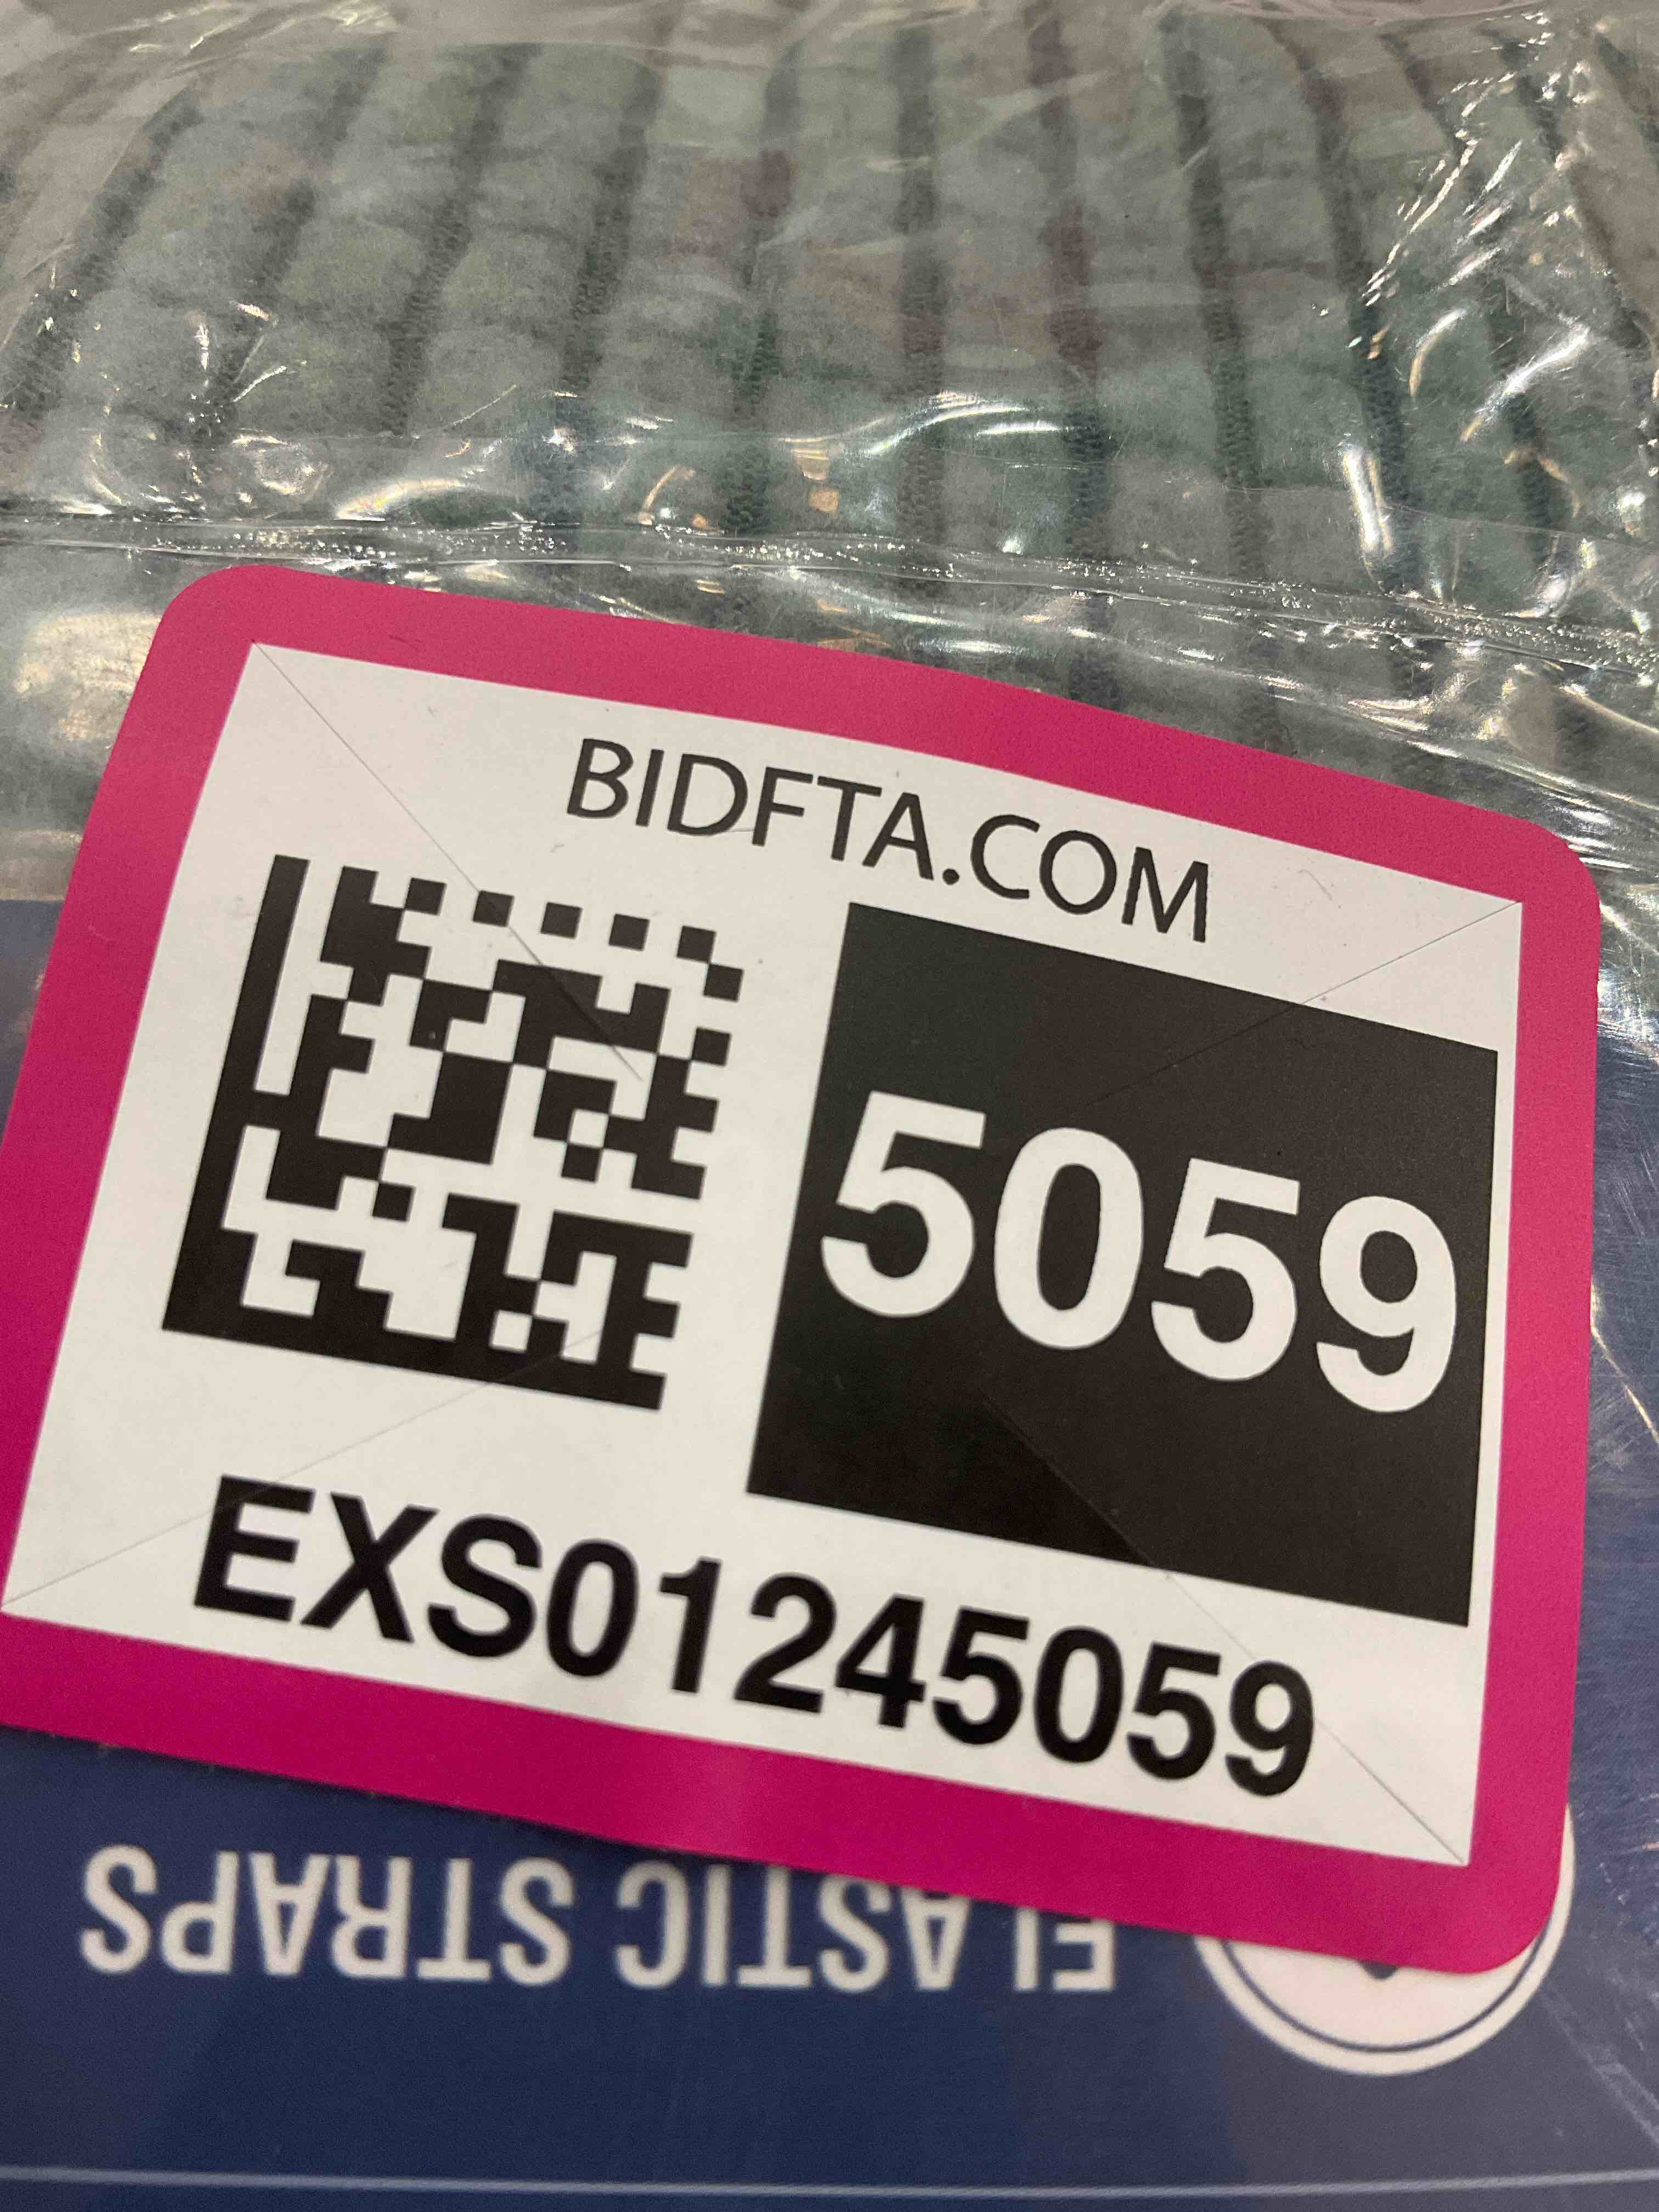 BIDFTA.COM
5059
EXS01245059
ELASTIC STRAPS